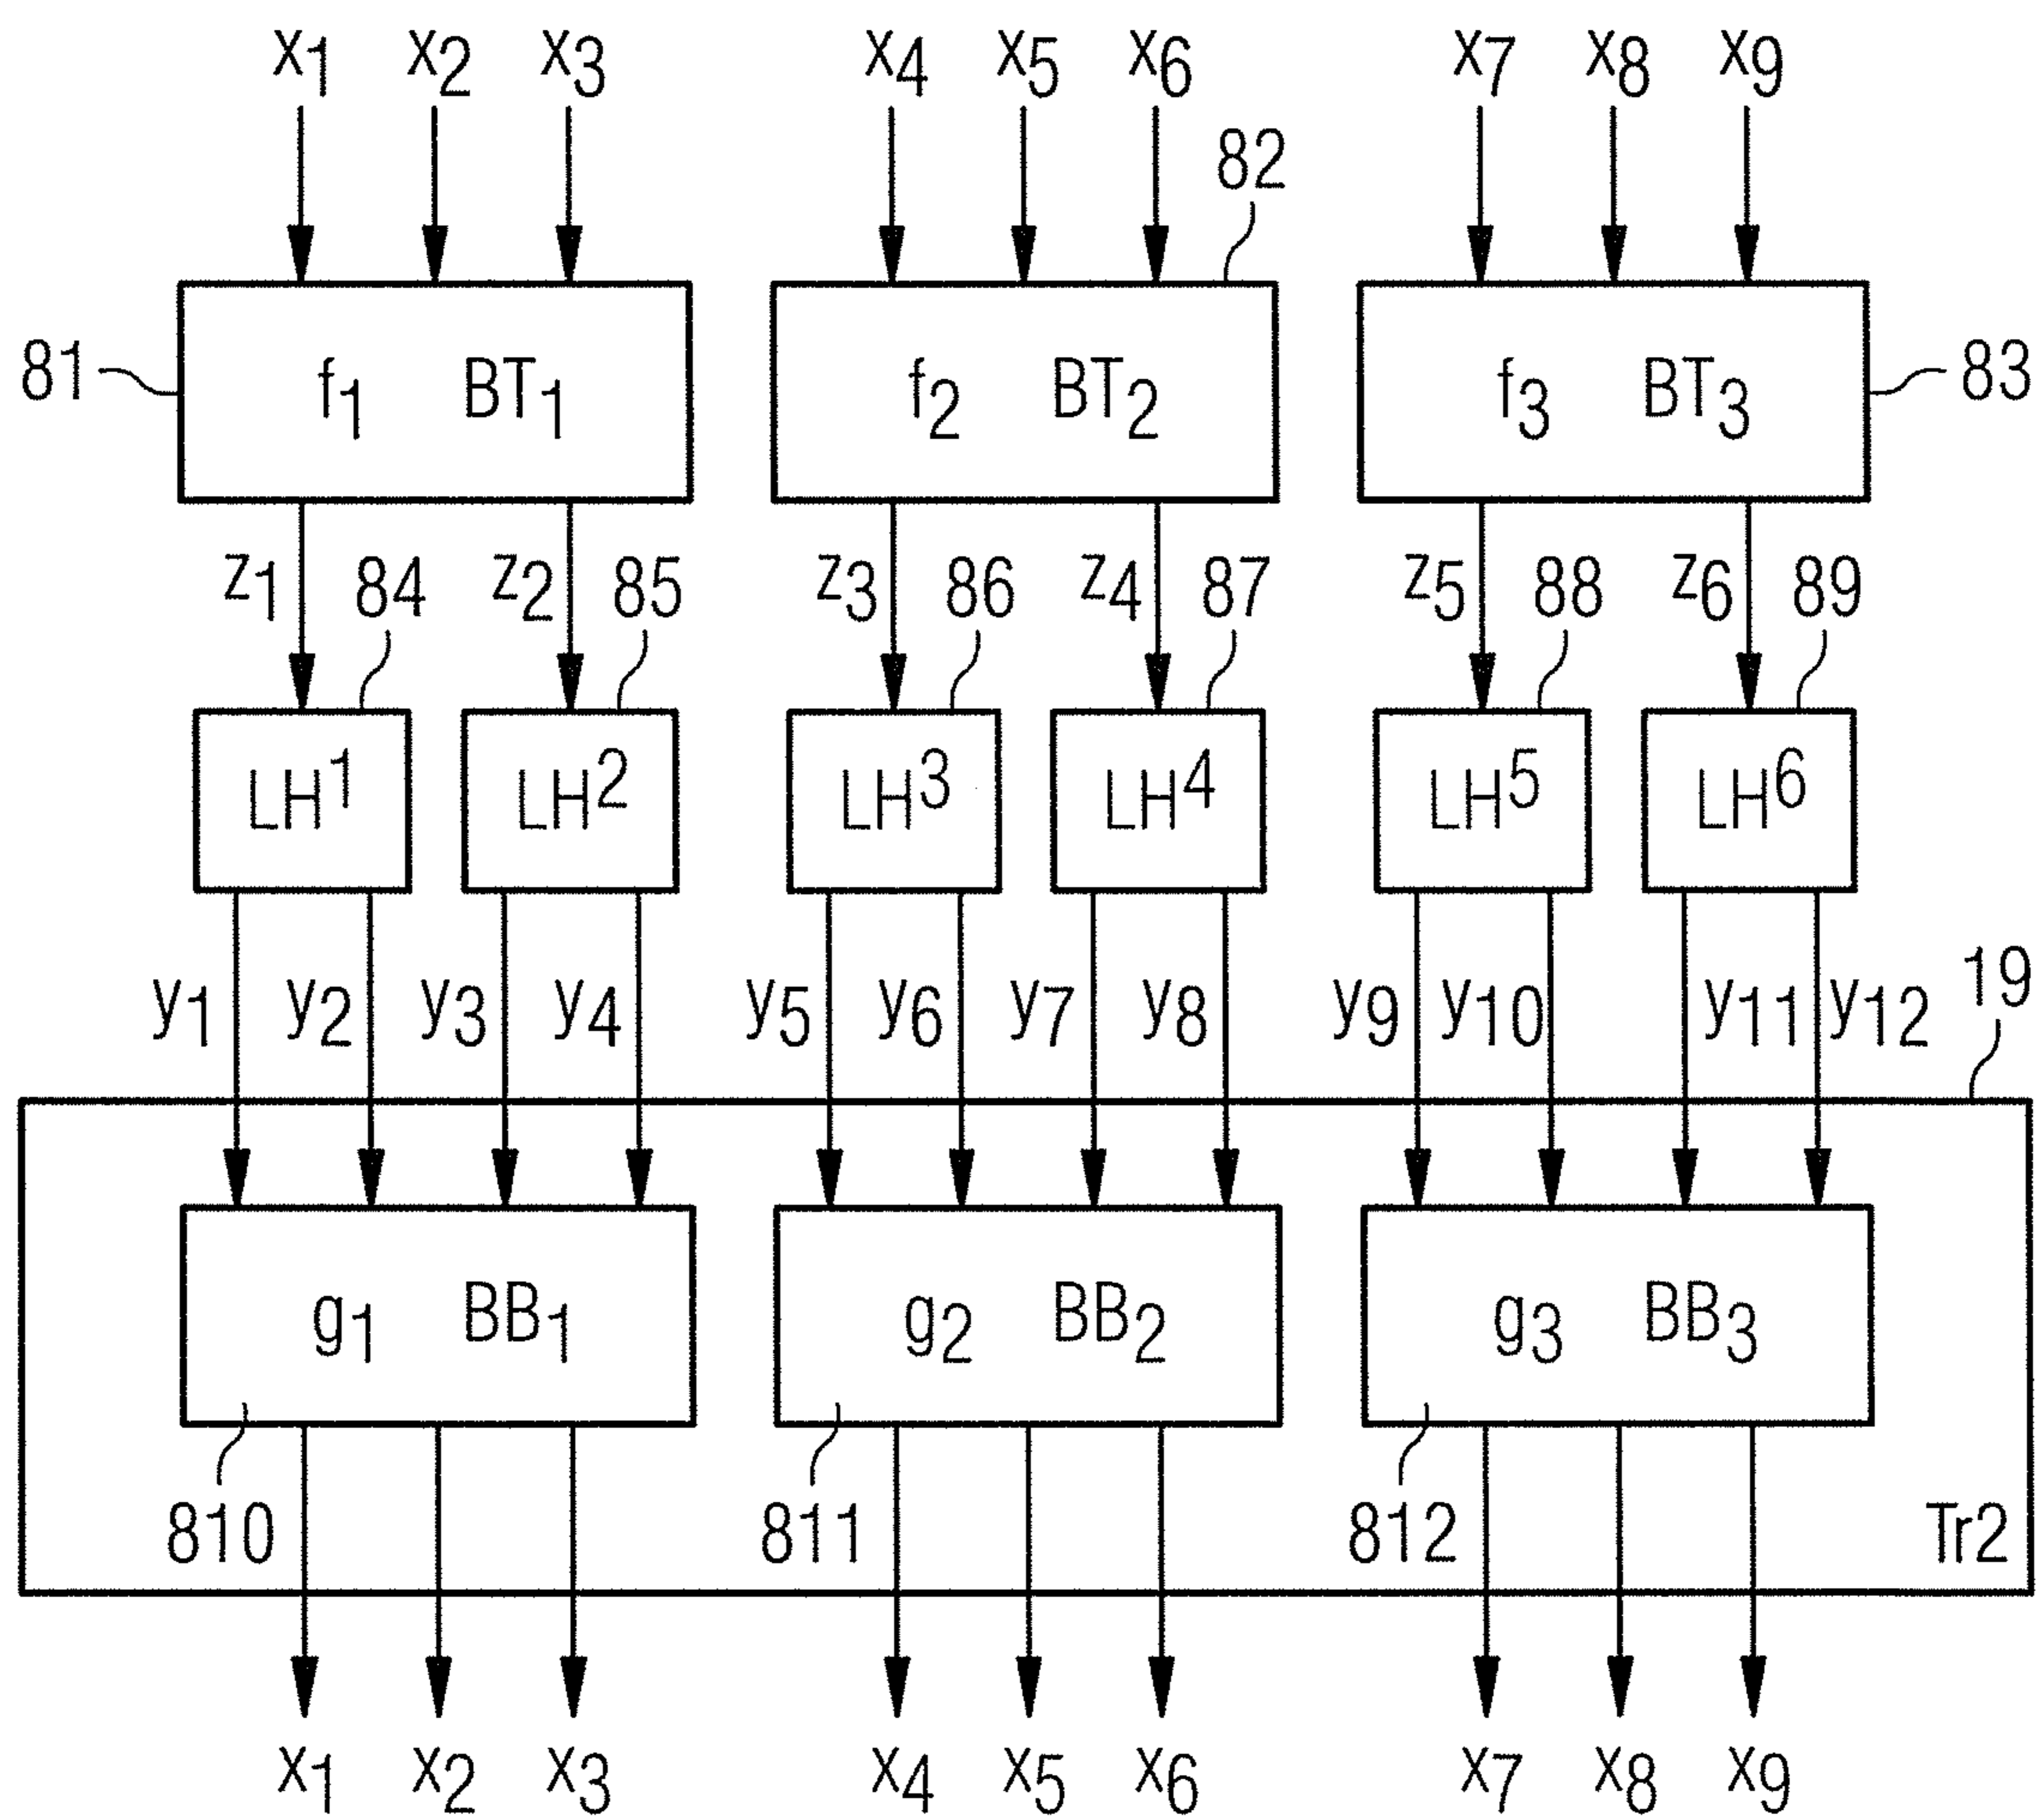 x1 x2 x3 x4 x5 x6 x7 x8 x9
82
81 f1 BT1 f2 BT2 f3 BT3 83
z1 84 z2 85 z3 86 z4 87 z5 88 z6 89
LH1 LH2 LH3 LH4 LH5 LH6
y1 y2 y3 y4 y5 y6 y7 y8 y9 y10 y11 y12 19
g1 BB1 g2 BB2 g3 BB3
810 811 812 Tr2
x1 x2 x3 x4 x5 x6 x7 x8 x9